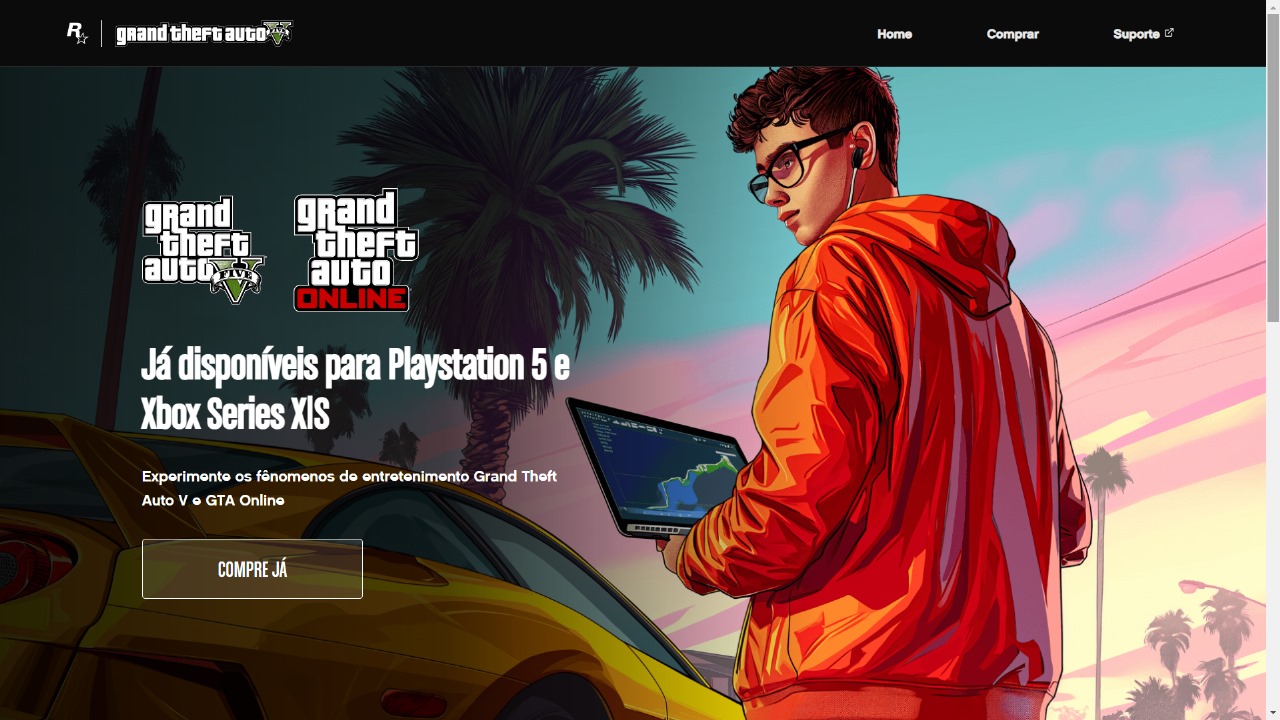 R
grand theft auto V
FIVE
Home
Comprar
Suporte
grand
theft
auto V
FIVE
grand
theft
auto
ONLINE
Já disponíveis para Playstation 5 e
Xbox Series X|S
Experimente os fênomenos de entretenimento Grand Theft
Auto V e GTA Online
COMPRE JÁ